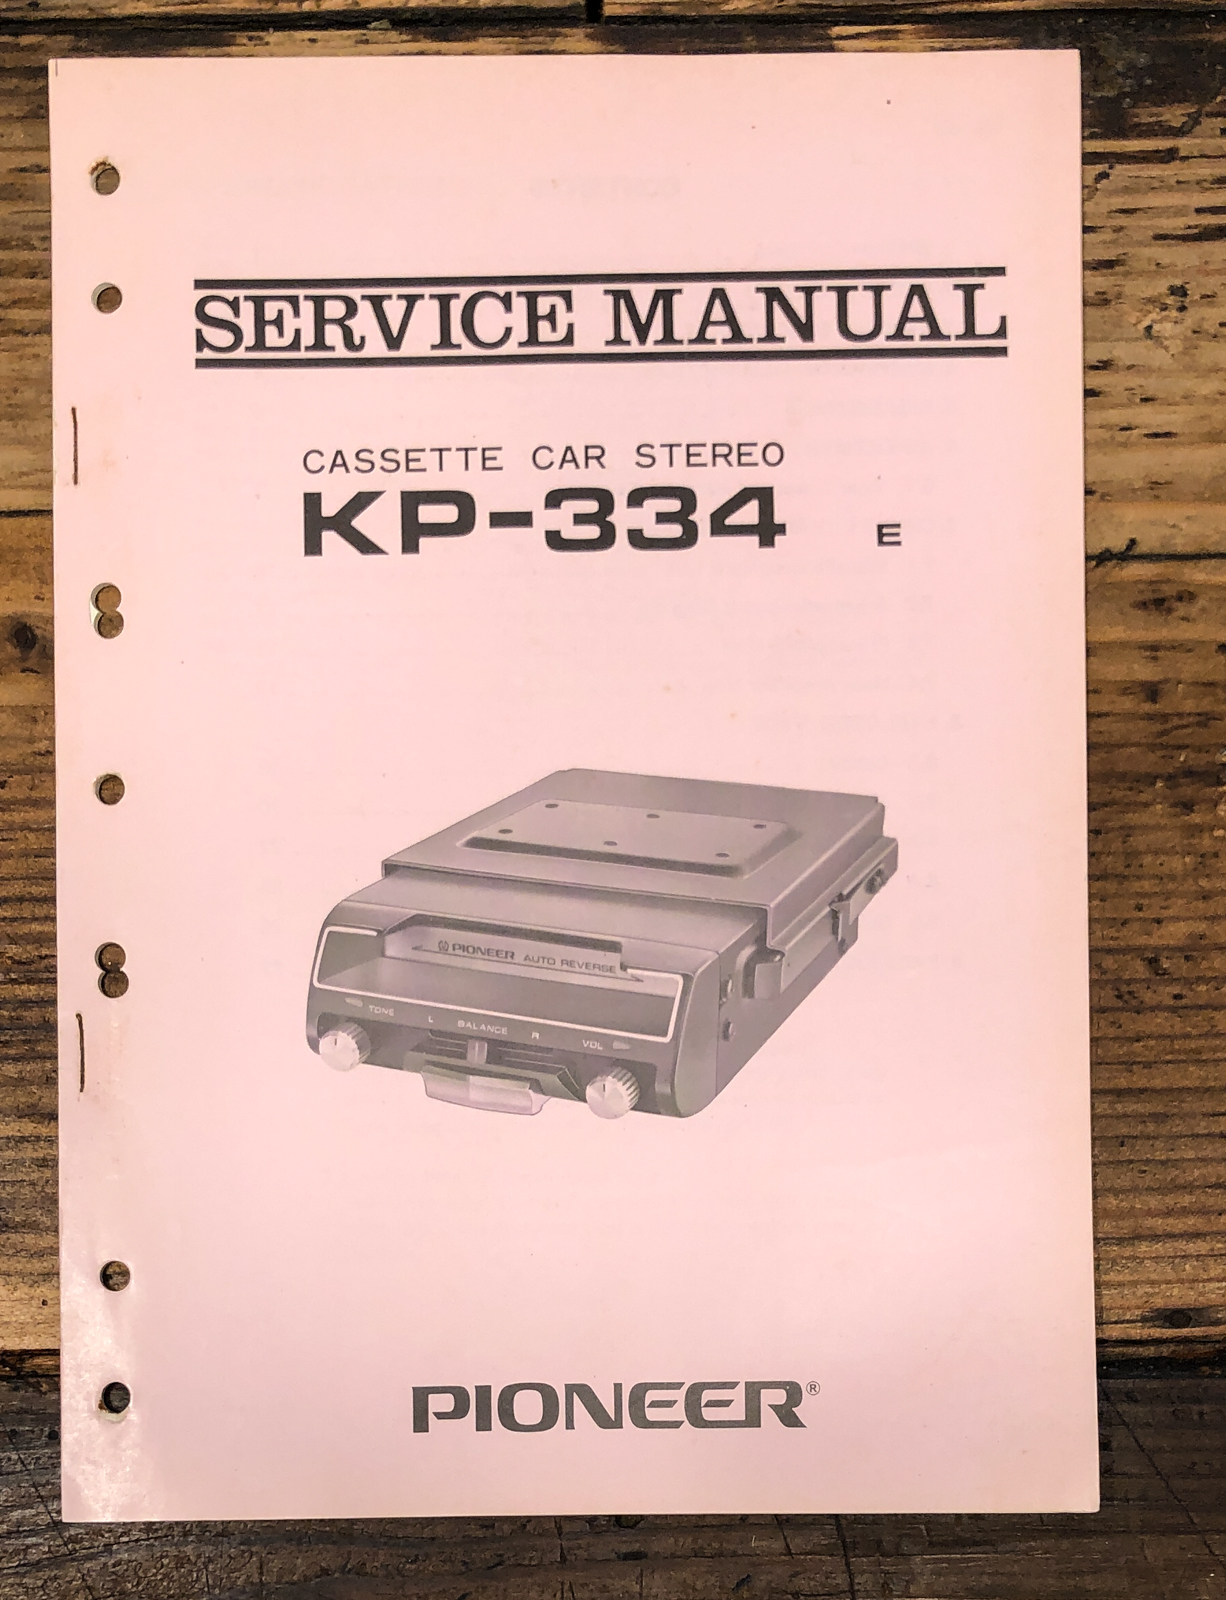 SERVICE MANUAL
CASSETTE CAR STEREO
KP-334 E
PIONEER AUTO REVERSE
TONE L BALANCE R VOL
PIONEER®